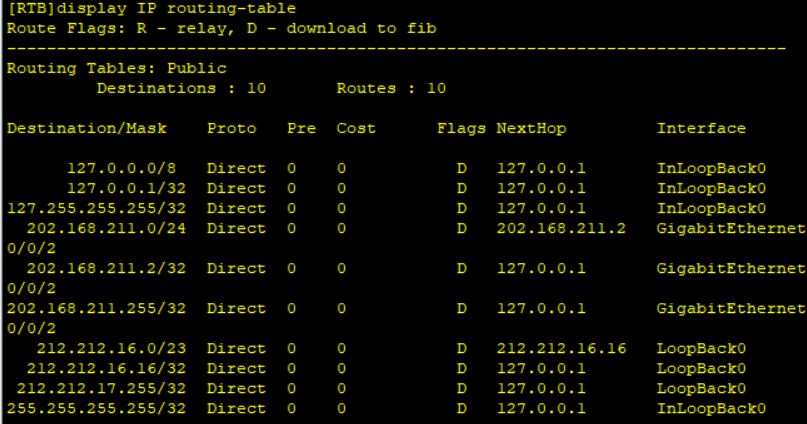 [RTB]display IP routing-table
Route Flags: R - relay, D - download to fib
------------------------------------------------------------------------------
Routing Tables: Public
         Destinations : 10       Routes : 10

Destination/Mask    Proto   Pre  Cost      Flags NextHop         Interface

      127.0.0.0/8   Direct  0    0           D   127.0.0.1       InLoopBack0
      127.0.0.1/32  Direct  0    0           D   127.0.0.1       InLoopBack0
127.255.255.255/32  Direct  0    0           D   127.0.0.1       InLoopBack0
  202.168.211.0/24  Direct  0    0           D   202.168.211.2   GigabitEthernet
0/0/2
  202.168.211.2/32  Direct  0    0           D   127.0.0.1       GigabitEthernet
0/0/2
202.168.211.255/32  Direct  0    0           D   127.0.0.1       GigabitEthernet
0/0/2
   212.212.16.0/23  Direct  0    0           D   212.212.16.16   LoopBack0
  212.212.16.16/32  Direct  0    0           D   127.0.0.1       LoopBack0
 212.212.17.255/32  Direct  0    0           D   127.0.0.1       LoopBack0
255.255.255.255/32  Direct  0    0           D   127.0.0.1       InLoopBack0